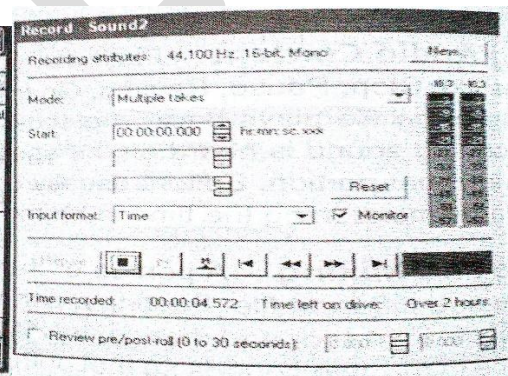 Record Sound2
Recording attributes: 44,100 Hz, 16-bit, Mono New...
Mode: Multiple takes
Start: 00:00:00.000 hr:mn:sc.xxx
Reset
Input format: Time Monitor
Time recorded: 00:00:04.572 Time left on drive: Over 2 hours
Review pre/post-roll (0 to 30 seconds):